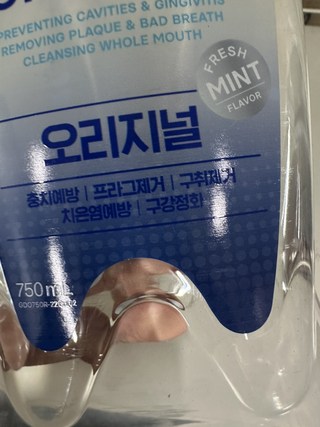 PREVENTING CAVITIES & GINGIVITIS
REMOVING PLAQUE & BAD BREATH
CLEANSING WHOLE MOUTH
FRESH
MINT
FLAVOR
오리지널
충치예방 | 프라그제거 | 구취제거
치은염예방 | 구강정화
750mL